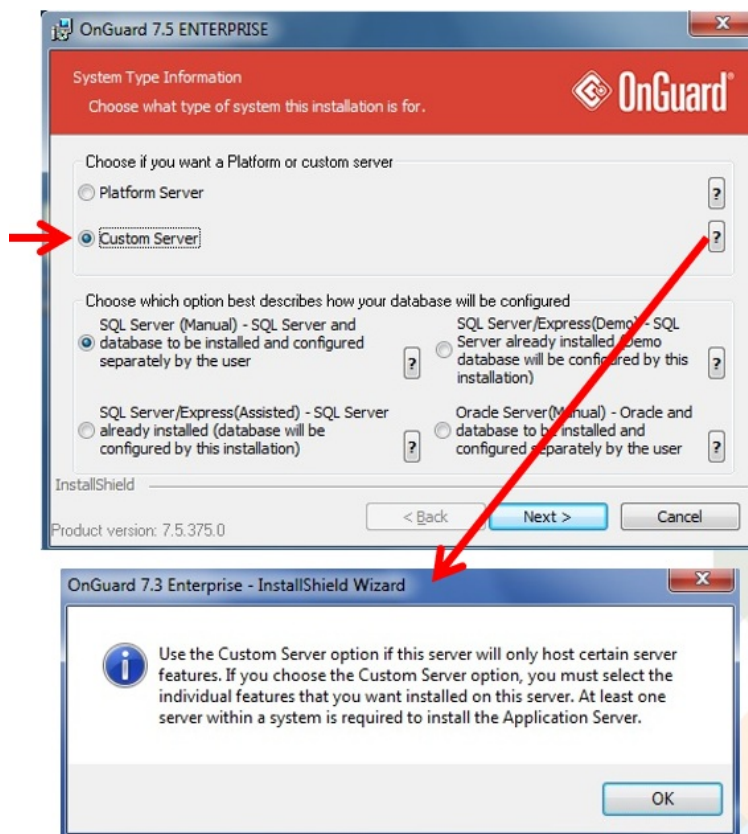 OnGuard 7.5 ENTERPRISE
System Type Information
Choose what type of system this installation is for.
OnGuard®
Choose if you want a Platform or custom server
Platform Server
?
Custom Server
?
Choose which option best describes how your database will be configured
SQL Server (Manual) - SQL Server and
database to be installed and configured
separately by the user
?
SQL Server/Express(Demo) - SQL
Server already installed (Demo
database will be configured by this
installation)
?
SQL Server/Express(Assisted) - SQL Server
already installed (database will be
configured by this installation)
?
Oracle Server(Manual) - Oracle and
database to be installed and
configured separately by the user
?
InstallShield
Product version: 7.5.375.0
< Back
Next >
Cancel
OnGuard 7.3 Enterprise - InstallShield Wizard
Use the Custom Server option if this server will only host certain server
features. If you choose the Custom Server option, you must select the
individual features that you want installed on this server. At least one
server within a system is required to install the Application Server.
OK